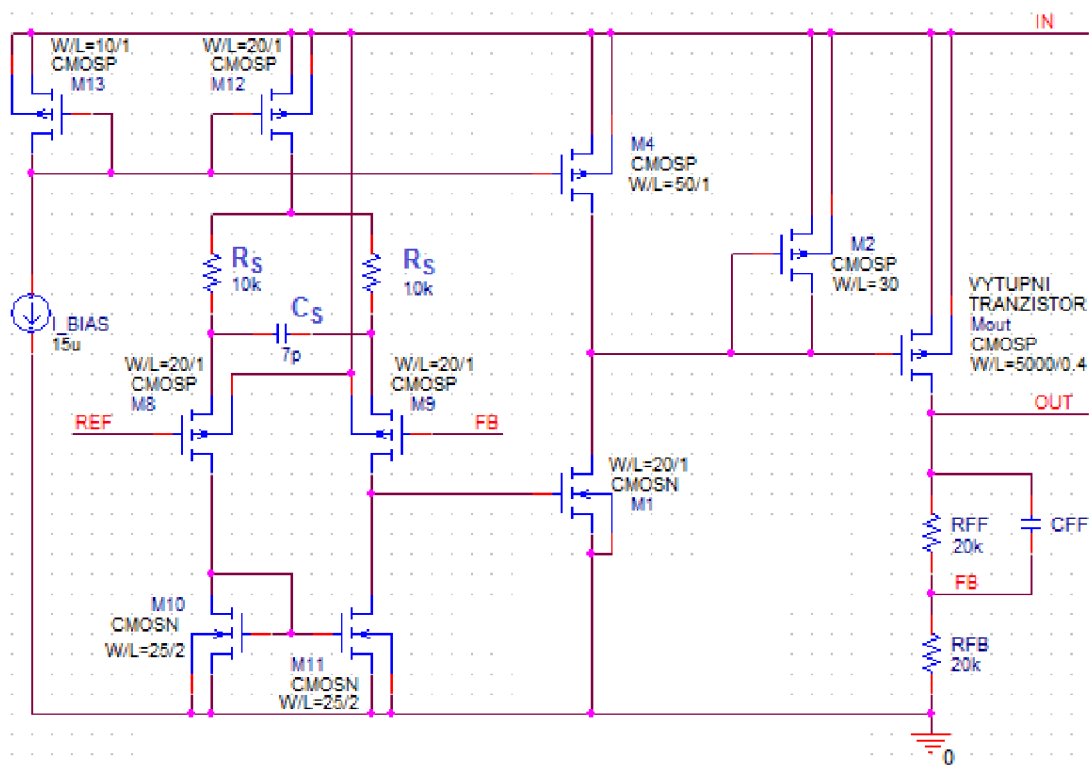 IN
W/L=10/1
CMOSP
M13
W/L=20/1
CMOSP
M12
M4
CMOSP
W/L=50/1
M2
CMOSP
W/L=30
VYTUPNI
TRANZISTOR
Mout
CMOSP
W/L=5000/0.4
RS
10k
RS
10k
CS
7p
I_BIAS
15u
W/L=20/1
CMOSP
M8
W/L=20/1
CMOSP
M9
REF
FB
OUT
W/L=20/1
CMOSN
M1
RFF
20k
CFF
FB
RFB
20k
M10
CMOSN
W/L=25/2
M11
CMOSN
W/L=25/2
0